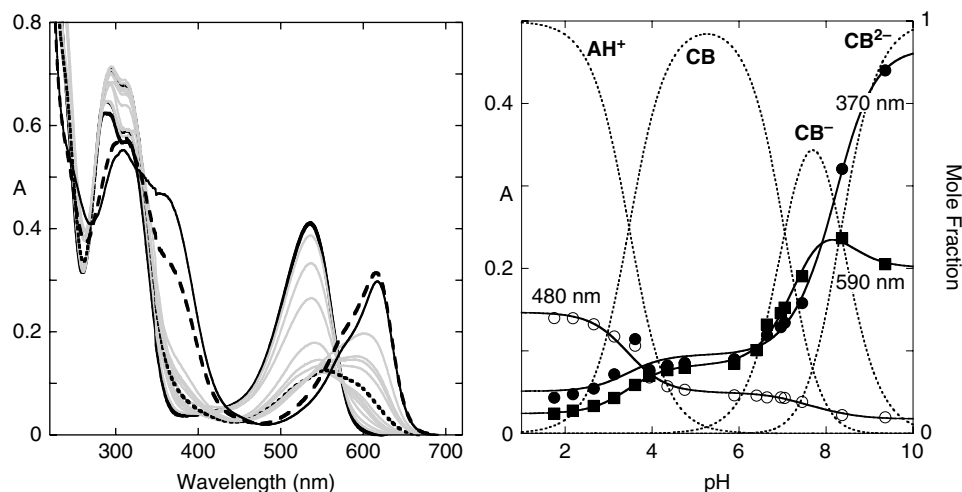 0.8
0.6
A
0.4
0.2
0
300 400 500 600 700
Wavelength (nm)
AH⁺
CB
CB²⁻
1
370 nm
0.4
CB⁻
A
Mole Fraction
0.2
480 nm
590 nm
0
0
2 4 6 8 10
pH